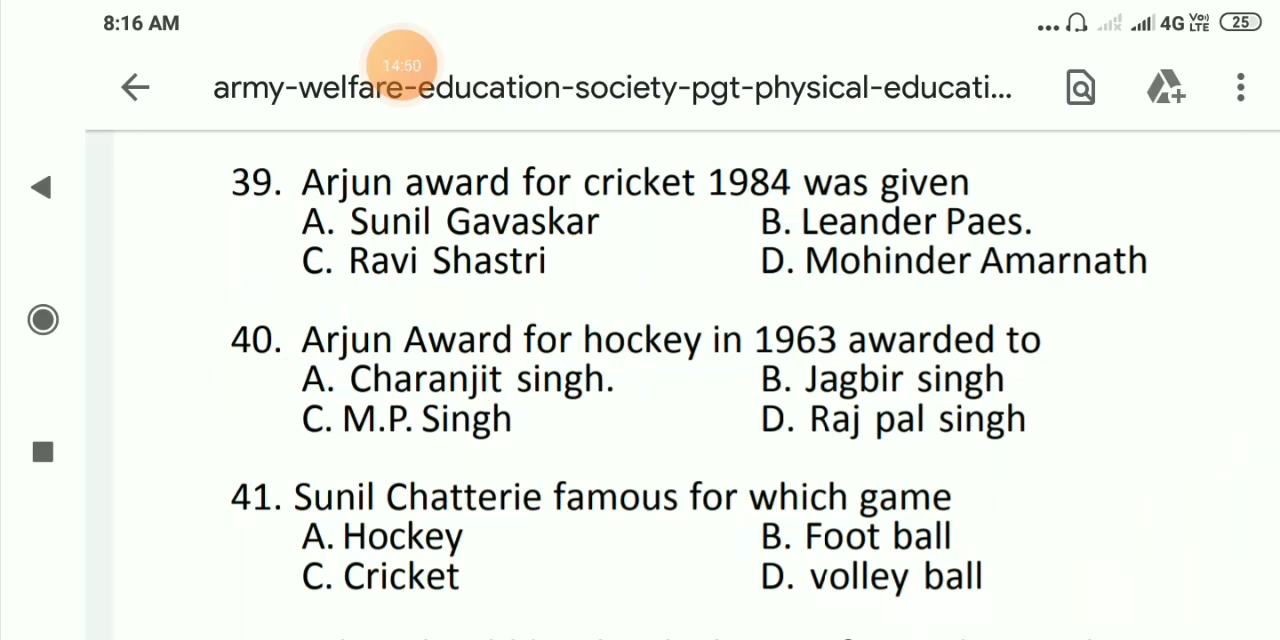 8:16 AM
4G Vo) LTE 25
14:50
army-welfare-education-society-pgt-physical-educati...
39. Arjun award for cricket 1984 was given
A. Sunil Gavaskar B. Leander Paes.
C. Ravi Shastri D. Mohinder Amarnath
40. Arjun Award for hockey in 1963 awarded to
A. Charanjit singh. B. Jagbir singh
C. M.P. Singh D. Raj pal singh
41. Sunil Chatterie famous for which game
A. Hockey B. Foot ball
C. Cricket D. volley ball